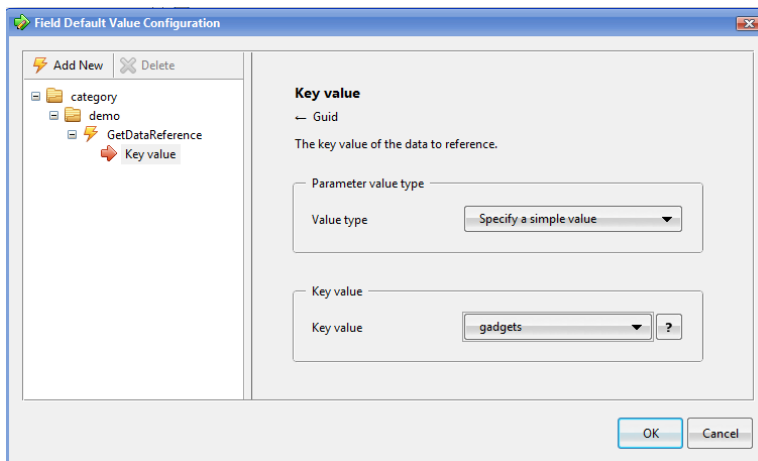 Field Default Value Configuration
Add New Delete
category
demo
GetDataReference
Key value
Key value
← Guid
The key value of the data to reference.
Parameter value type
Value type Specify a simple value
Key value
Key value gadgets ?
OK Cancel